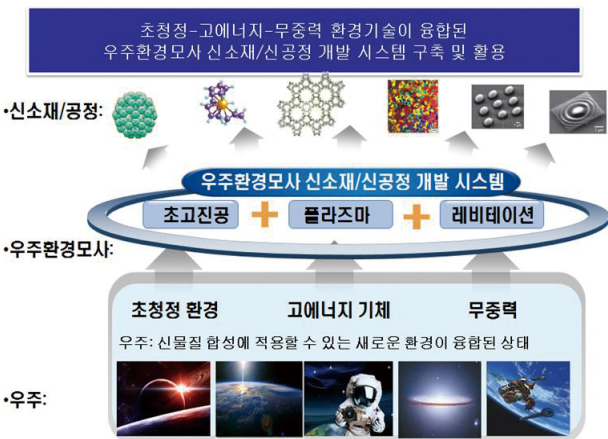 초청정-고에너지-무중력 환경기술이 융합된
우주환경모사 신소재/신공정 개발 시스템 구축 및 활용
•신소재/공정:
우주환경모사 신소재/신공정 개발 시스템
초고진공 + 플라즈마 + 레비테이션
•우주환경모사:
초청정 환경 고에너지 기체 무중력
우주: 신물질 합성에 적용할 수 있는 새로운 환경이 융합된 상태
•우주: